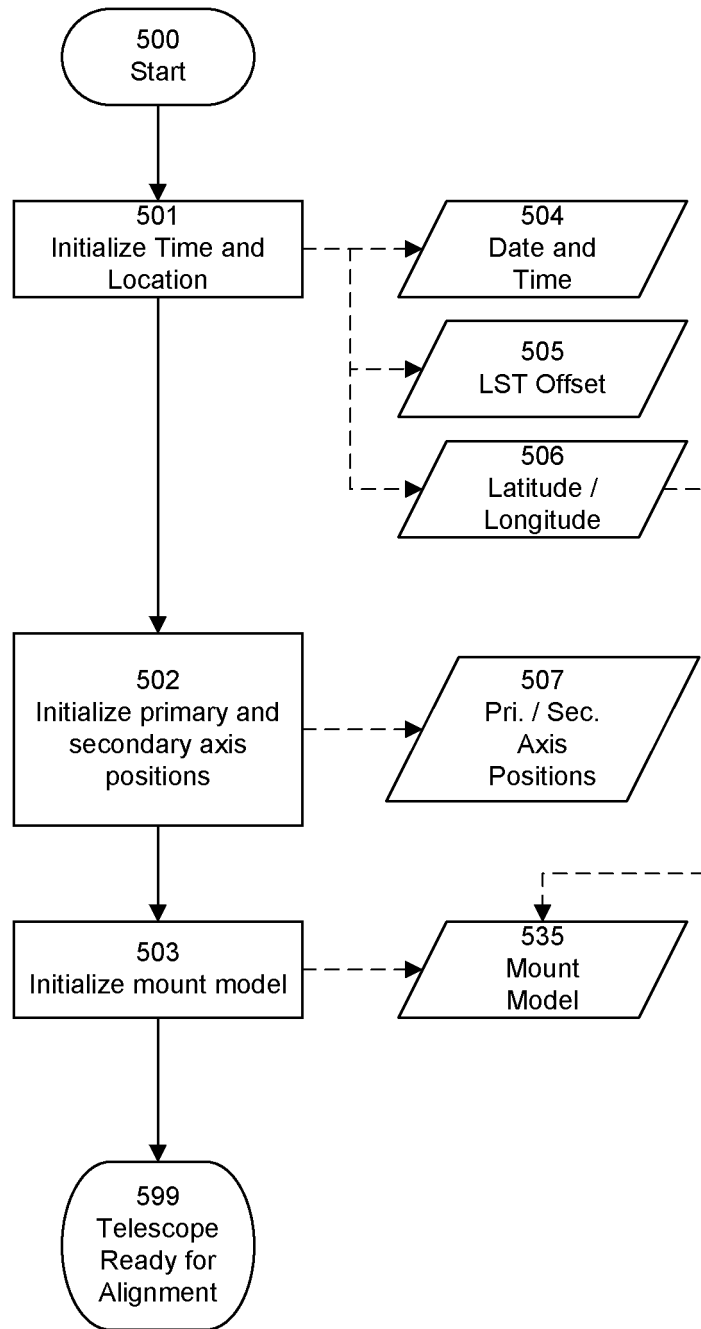 500
Start
501
Initialize Time and
Location
504
Date and
Time
505
LST Offset
506
Latitude /
Longitude
502
Initialize primary and
secondary axis
positions
507
Pri. / Sec.
Axis
Positions
503
Initialize mount model
535
Mount
Model
599
Telescope
Ready for
Alignment